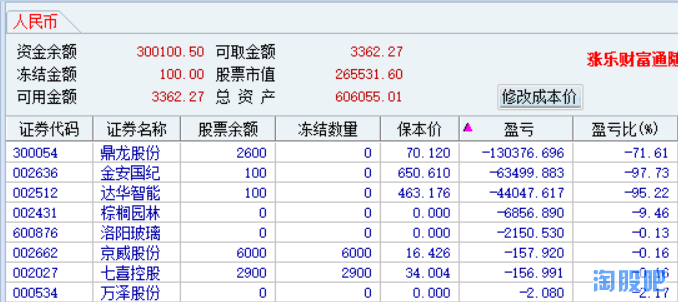 人民币
资金余额 300100.50 可取金额 3362.27
涨乐财富通随
冻结金额 100.00 股票市值 265531.60
可用金额 3362.27 总 资 产 606055.01
修改成本价
证券代码 证券名称 股票余额 冻结数量 保本价 盈亏 盈亏比(%)
300054 鼎龙股份 2600 0 70.120 -130376.696 -71.61
002636 金安国纪 100 0 650.610 -63499.883 -97.73
002512 达华智能 100 0 463.176 -44047.617 -95.22
002431 棕榈园林 0 0 0.000 -6856.890 -9.46
600876 洛阳玻璃 0 0 0.000 -2150.530 -0.13
002662 京威股份 6000 6000 16.426 -157.920 -0.16
002027 七喜控股 2900 2900 34.004 -156.991 -0.16
000534 万泽股份 0 0 0.000 -2.080 -2.17
淘股吧